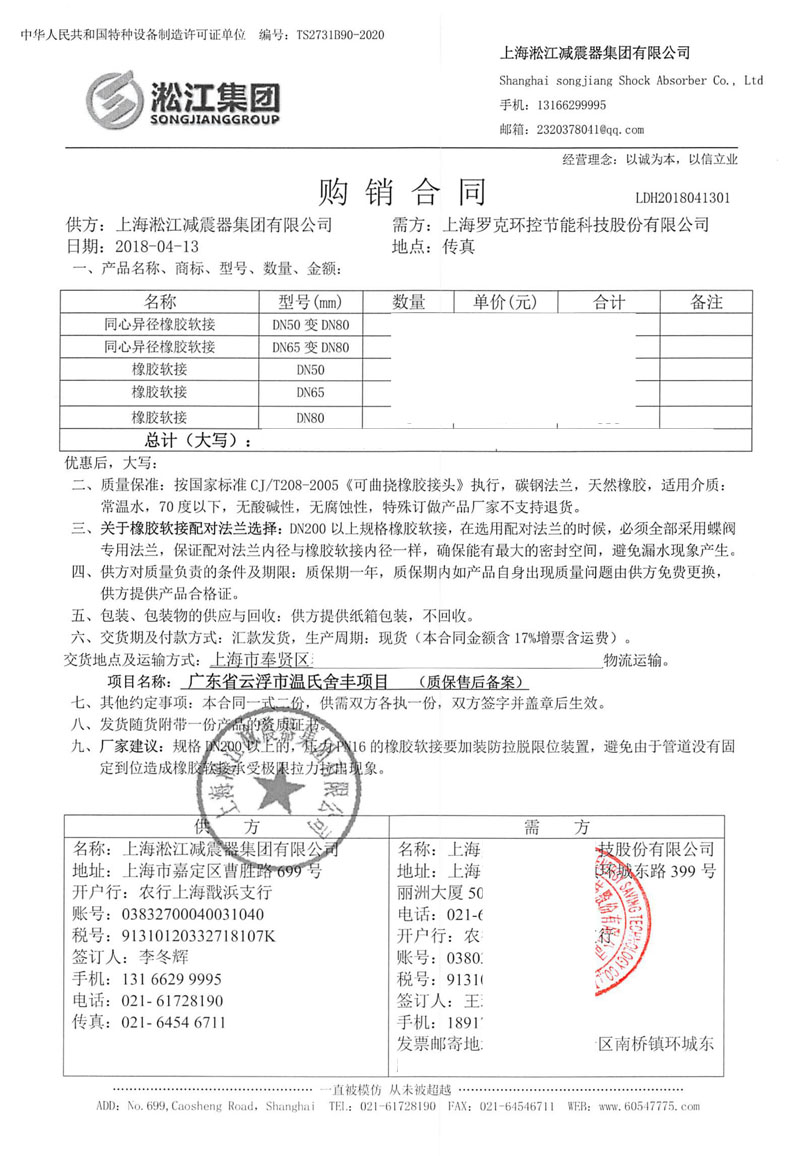 中华人民共和国特种设备制造许可证单位 编号：TS2731B90-2020
淞江集团
SONGJIANGGROUP
上海淞江减震器集团有限公司
Shanghai songjiang Shock Absorber Co., Ltd
手机：13166299995
邮箱：2320378041@qq.com
经营理念：以诚为本，以信立业
购 销 合 同
LDH2018041301
供方：上海淞江减震器集团有限公司 需方：上海罗克环控节能科技股份有限公司
日期：2018-04-13 地点：传真
一、产品名称、商标、型号、数量、金额：
名称 型号(mm) 数量 单价(元) 合计 备注
同心异径橡胶软接 DN50 变 DN80
同心异径橡胶软接 DN65 变 DN80
橡胶软接 DN50
橡胶软接 DN65
橡胶软接 DN80
总计（大写）：
优惠后，大写：
二、质量保准：按国家标准 CJ/T208-2005《可曲挠橡胶接头》执行，碳钢法兰，天然橡胶，适用介质：
常温水，70 度以下，无酸碱性，无腐蚀性，特殊订做产品厂家不支持退货。
三、关于橡胶软接配对法兰选择：DN200 以上规格橡胶软接，在选用配对法兰的时候，必须全部采用蝶阀
专用法兰，保证配对法兰内径与橡胶软接内径一样，确保能有最大的密封空间，避免漏水现象产生。
四、供方对质量负责的条件及期限：质保期一年，质保期内如产品自身出现质量问题由供方免费更换，
供方提供产品合格证。
五、包装、包装物的供应与回收：供方提供纸箱包装，不回收。
六、交货期及付款方式：汇款发货，生产周期：现货（本合同金额含 17%增票含运费）。
交货地点及运输方式：上海市奉贤区 物流运输。
项目名称：广东省云浮市温氏舍丰项目 （质保售后备案）
七、其他约定事项：本合同一式二份，供需双方各执一份，双方签字并盖章后生效。
八、发货随货附带一份产品的资质证书。
九、厂家建议：规格 DN200 以上的，压力 PN16 的橡胶软接要加装防拉脱限位装置，避免由于管道没有固
定到位造成橡胶软接承受极限拉力拉出现象。
上海淞江减震器集团有限公司
供 方 需 方
名称：上海淞江减震器集团有限公司
地址：上海市嘉定区曹胜路 699 号
开户行：农行上海戬浜支行
账号：03832700040031040
税号：91310120332718107K
签订人：李冬辉
手机：131 6629 9995
电话：021- 61728190
传真：021- 6454 6711
名称：上海 技股份有限公司
地址：上海 环城东路 399 号
丽洲大厦 50
电话：021-6
开户行：农 行
账号：0380
税号：9131
签订人：王
手机：1891
发票邮寄地 区南桥镇环城东
ENERGY SAVING TECHNOLOGY CO.
股份有限公司
一直被模仿 从未被超越
ADD：No.699,Caosheng Road, Shanghai TEL：021-61728190 FAX：021-64546711 WEB：www.60547775.com